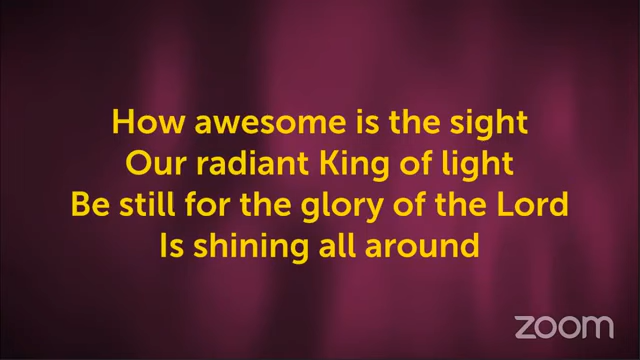 How awesome is the sight
Our radiant King of light
Be still for the glory of the Lord
Is shining all around
zoom